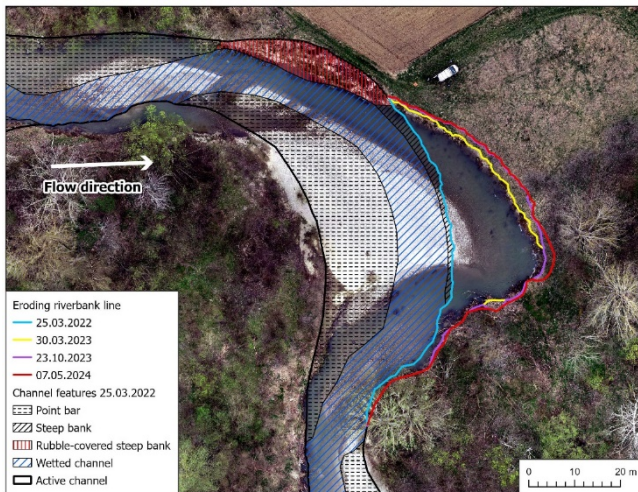 Flow direction
Eroding riverbank line
25.03.2022
30.03.2023
23.10.2023
07.05.2024
Channel features 25.03.2022
Point bar
Steep bank
Rubble-covered steep bank
Wetted channel
Active channel
0 10 20 m